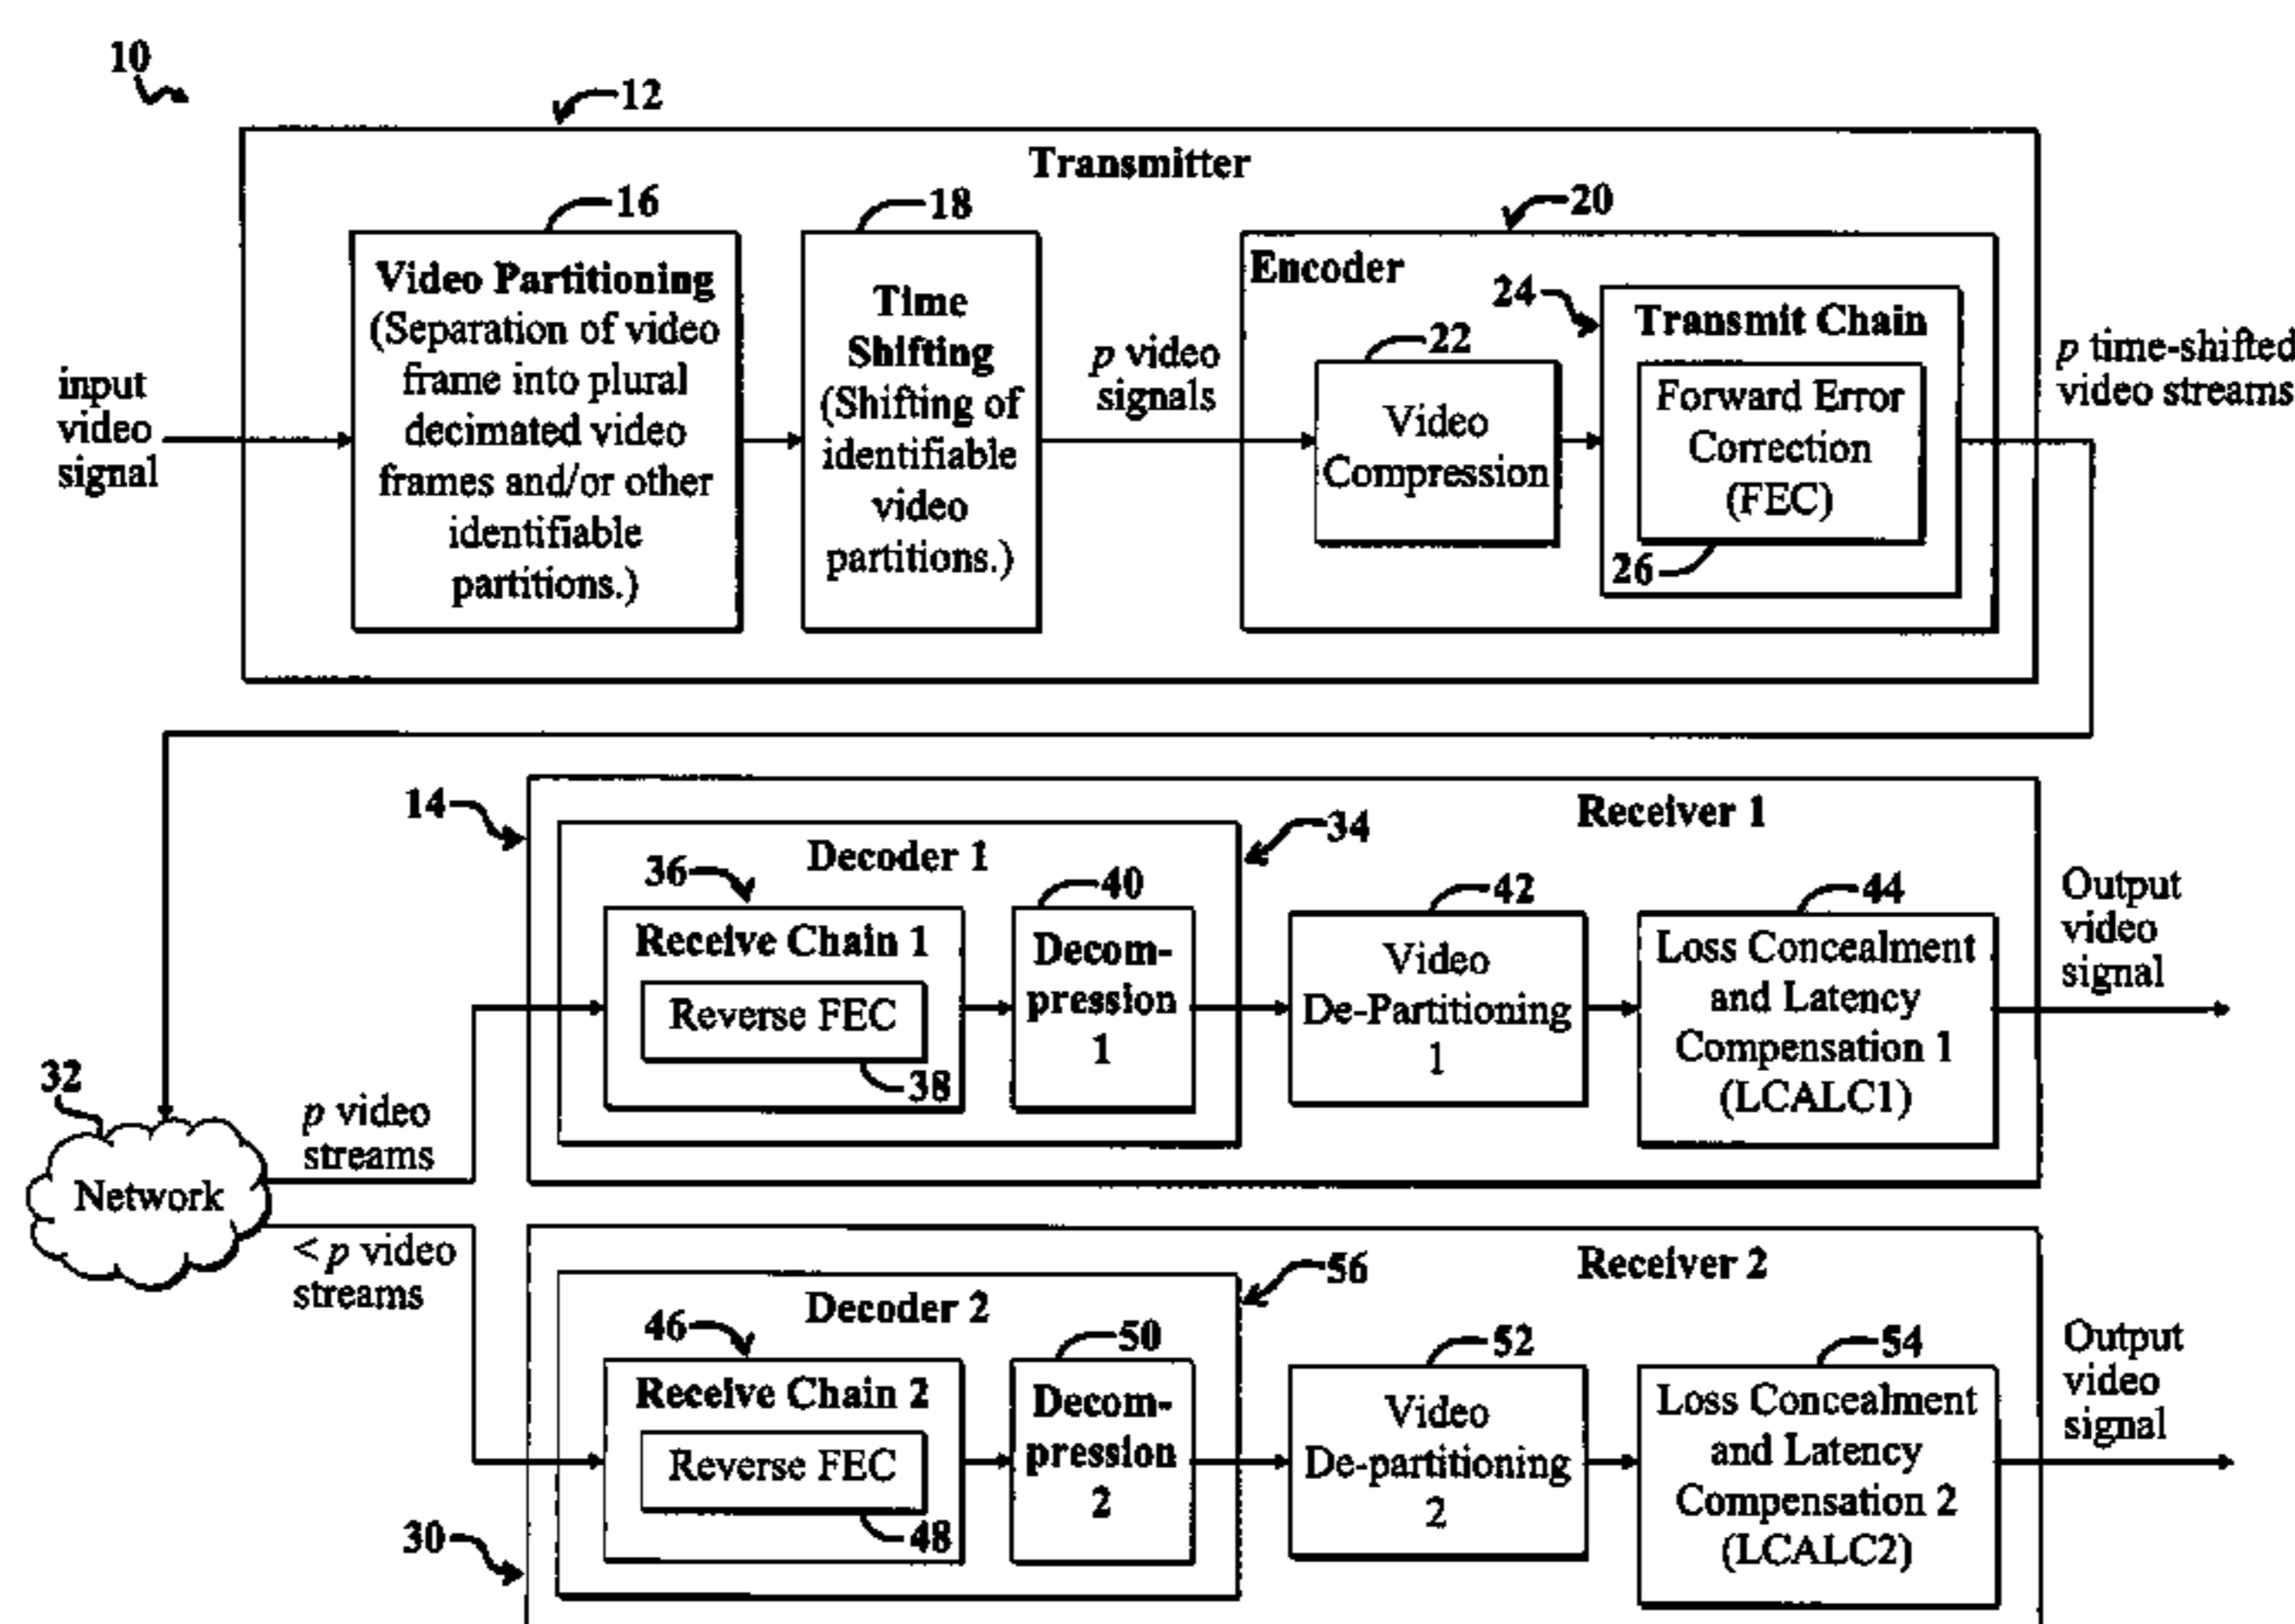 10
12
Transmitter
16
18
20
Video Partitioning
(Separation of video
frame into plural
decimated video
frames and/or other
identifiable
partitions.)
Time
Shifting
(Shifting of
identifiable
video
partitions.)
Encoder
22
24
Transmit Chain
input
video
signal
p video
signals
Video
Compression
Forward Error
Correction
(FEC)
26
p time-shifted
video streams
14
Receiver 1
Decoder 1
34
36
40
42
44
Receive Chain 1
Reverse FEC
38
Decom-
pression
1
Video
De-Partitioning
1
Loss Concealment
and Latency
Compensation 1
(LCALC1)
Output
video
signal
32
Network
p video
streams
< p video
streams
Receiver 2
Decoder 2
56
46
50
52
54
Receive Chain 2
Reverse FEC
48
Decom-
pression
2
Video
De-partitioning
2
Loss Concealment
and Latency
Compensation 2
(LCALC2)
Output
video
signal
30